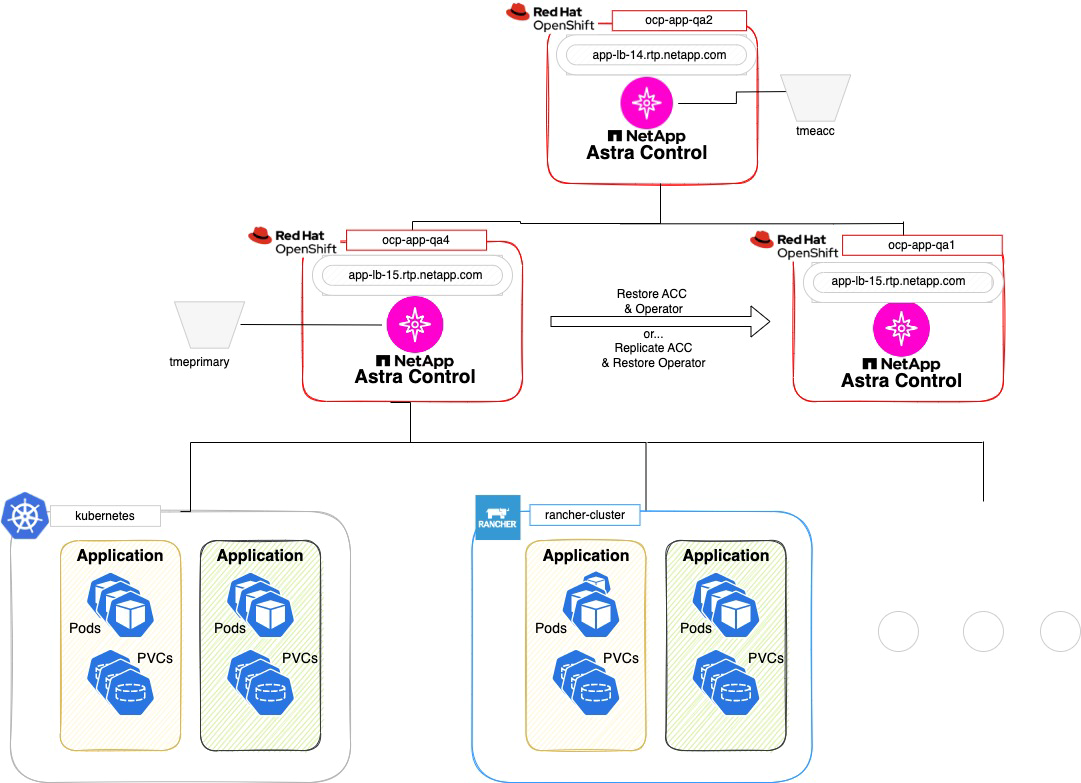 Red Hat
OpenShift
ocp-app-qa2
app-lb-14.rtp.netapp.com
NetApp
Astra Control
tmeacc
Red Hat
OpenShift
ocp-app-qa4
app-lb-15.rtp.netapp.com
NetApp
Astra Control
tmeprimary
Restore ACC
& Operator
or...
Replicate ACC
& Restore Operator
Red Hat
OpenShift
ocp-app-qa1
app-lb-15.rtp.netapp.com
NetApp
Astra Control
kubernetes
Application
Pods
PVCs
Application
Pods
PVCs
RANCHER
rancher-cluster
Application
Pods
PVCs
Application
Pods
PVCs